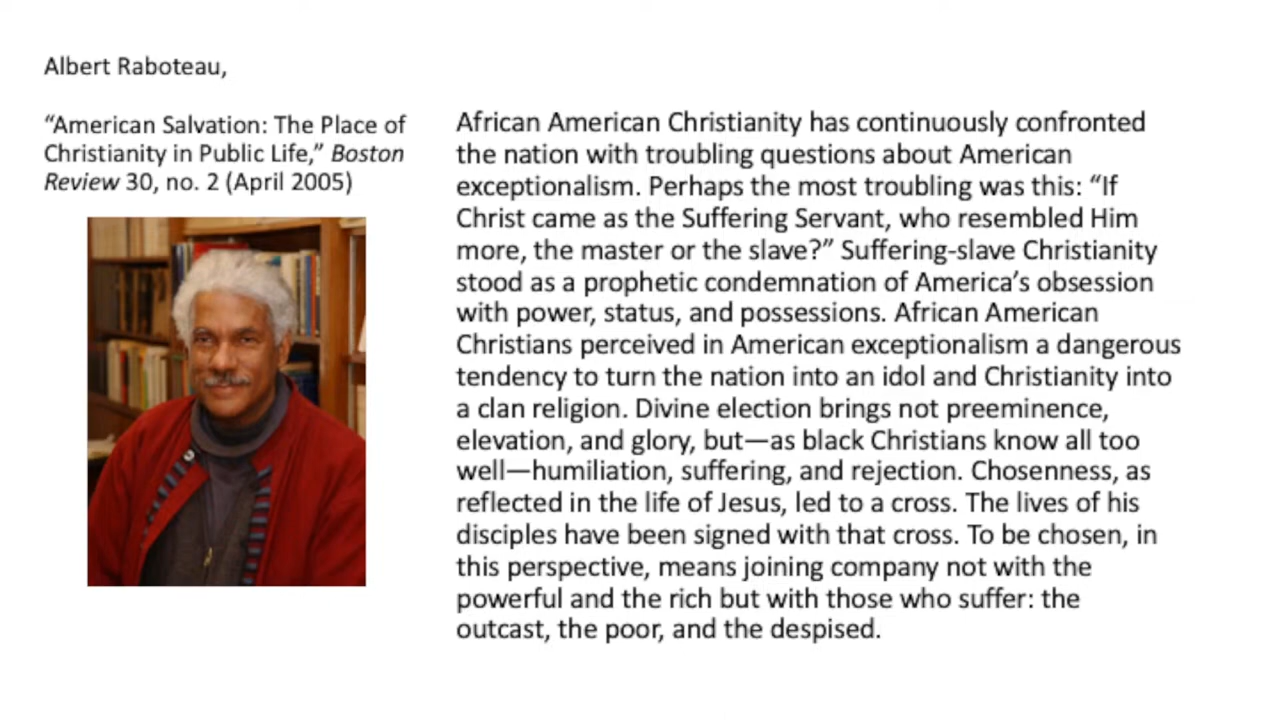 Albert Raboteau,
“American Salvation: The Place of
Christianity in Public Life,” Boston
Review 30, no. 2 (April 2005)
African American Christianity has continuously confronted
the nation with troubling questions about American
exceptionalism. Perhaps the most troubling was this: “If
Christ came as the Suffering Servant, who resembled Him
more, the master or the slave?” Suffering-slave Christianity
stood as a prophetic condemnation of America’s obsession
with power, status, and possessions. African American
Christians perceived in American exceptionalism a dangerous
tendency to turn the nation into an idol and Christianity into
a clan religion. Divine election brings not preeminence,
elevation, and glory, but—as black Christians know all too
well—humiliation, suffering, and rejection. Chosenness, as
reflected in the life of Jesus, led to a cross. The lives of his
disciples have been signed with that cross. To be chosen, in
this perspective, means joining company not with the
powerful and the rich but with those who suffer: the
outcast, the poor, and the despised.